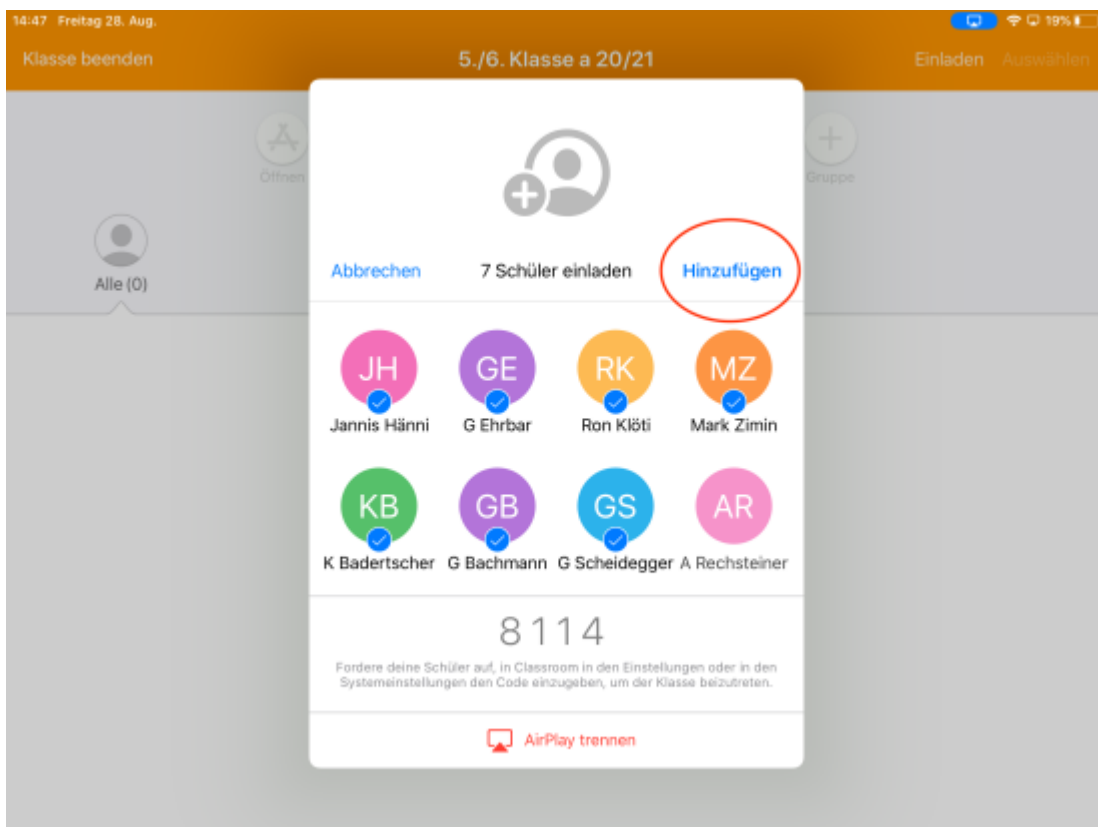 14:47 Freitag 28. Aug.
19%
Klasse beenden
5./6. Klasse a 20/21
Einladen Auswählen
Öffnen
Gruppe
Alle (0)
Abbrechen
7 Schüler einladen
Hinzufügen
JH GE RK MZ
Jannis Hänni G Ehrbar Ron Klöti Mark Zimin
KB GB GS AR
K Badertscher G Bachmann G Scheidegger A Rechsteiner
8114
Fordere deine Schüler auf, in Classroom in den Einstellungen oder in den
Systemeinstellungen den Code einzugeben, um der Klasse beizutreten.
AirPlay trennen